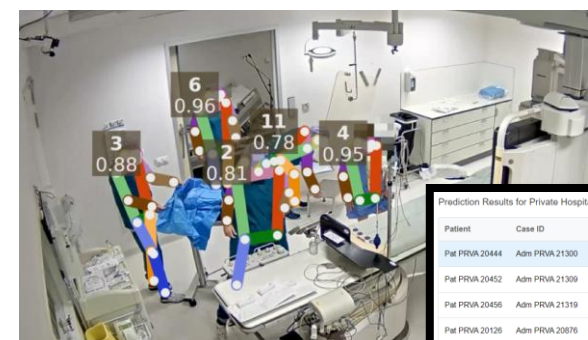 6
0.96
11
0.78
3
0.88
2
0.81
4
0.95
Prediction Results for Private
Patient Case ID
Pat PRVA 20444 Adm PRVA 21300
Pat PRVA 20452 Adm PRVA 21309
Pat PRVA 20456 Adm PRVA 21319
Pat PRVA 20126 Adm PRVA 20876